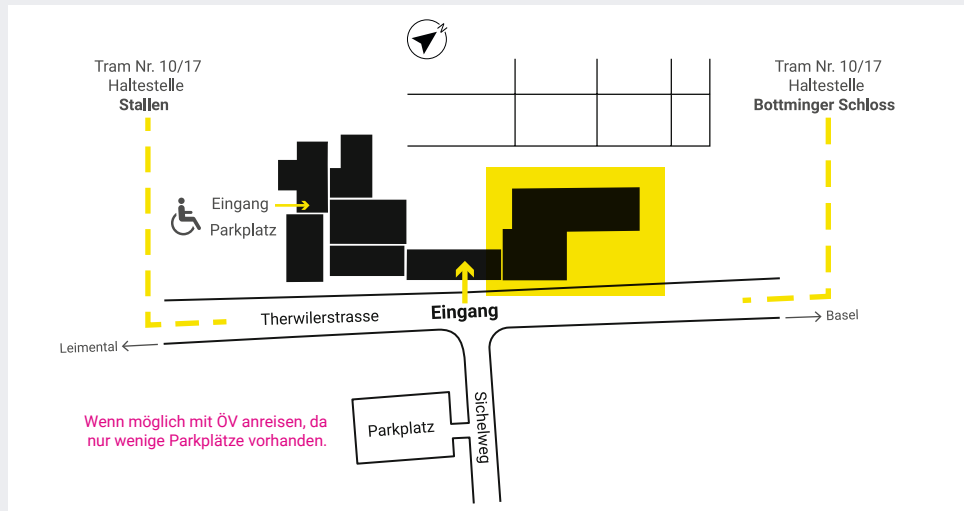 N
Tram Nr. 10/17
Haltestelle
Stallen
Tram Nr. 10/17
Haltestelle
Bottminger Schloss
Eingang
Parkplatz
Therwilerstrasse
Eingang
Leimental
Basel
Wenn möglich mit ÖV anreisen, da
nur wenige Parkplätze vorhanden.
Parkplatz
Sichelweg